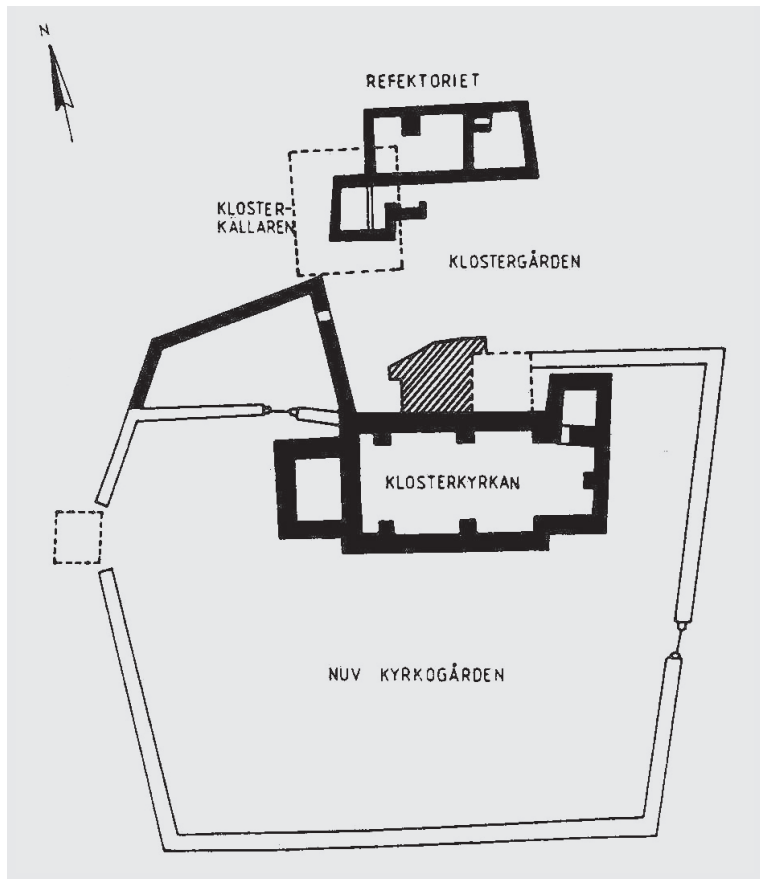 N
REFEKTORIET
KLOSTER-
KÄLLAREN
KLOSTERGÅRDEN
KLOSTERKYRKAN
NUV KYRKOGÅRDEN